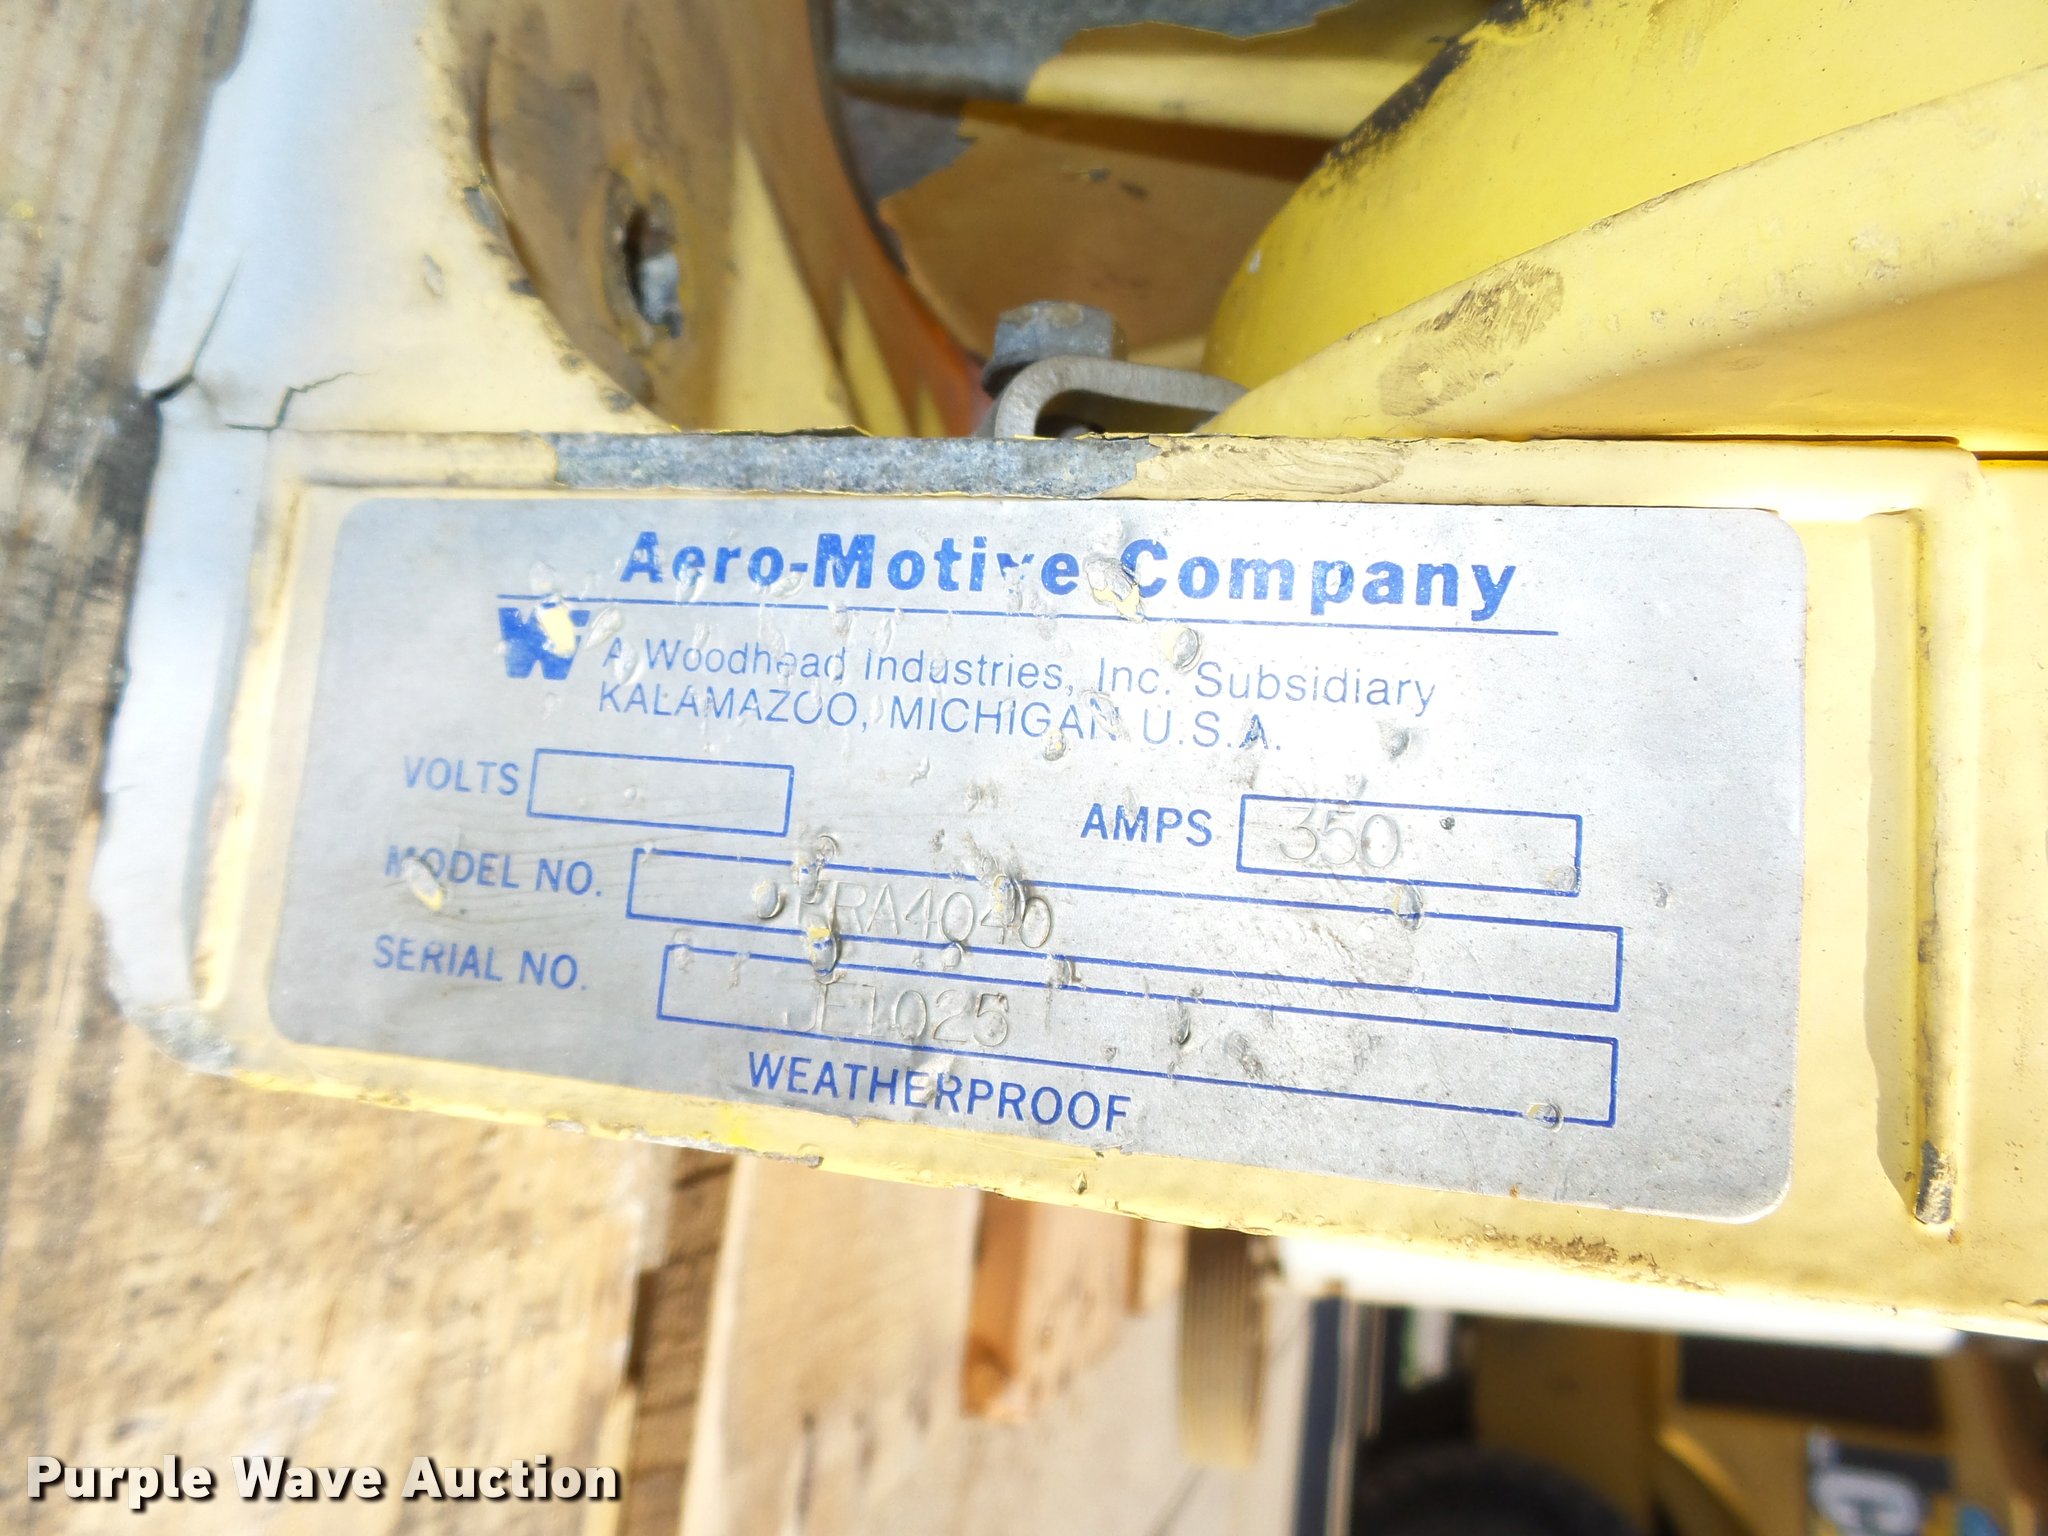 Aero-Motive Company
W
A Woodhead Industries, Inc. Subsidiary
KALAMAZOO, MICHIGAN U.S.A.
VOLTS
AMPS 350
MODEL NO.
SERIAL NO. JE1025
WEATHERPROOF
Purple Wave Auction